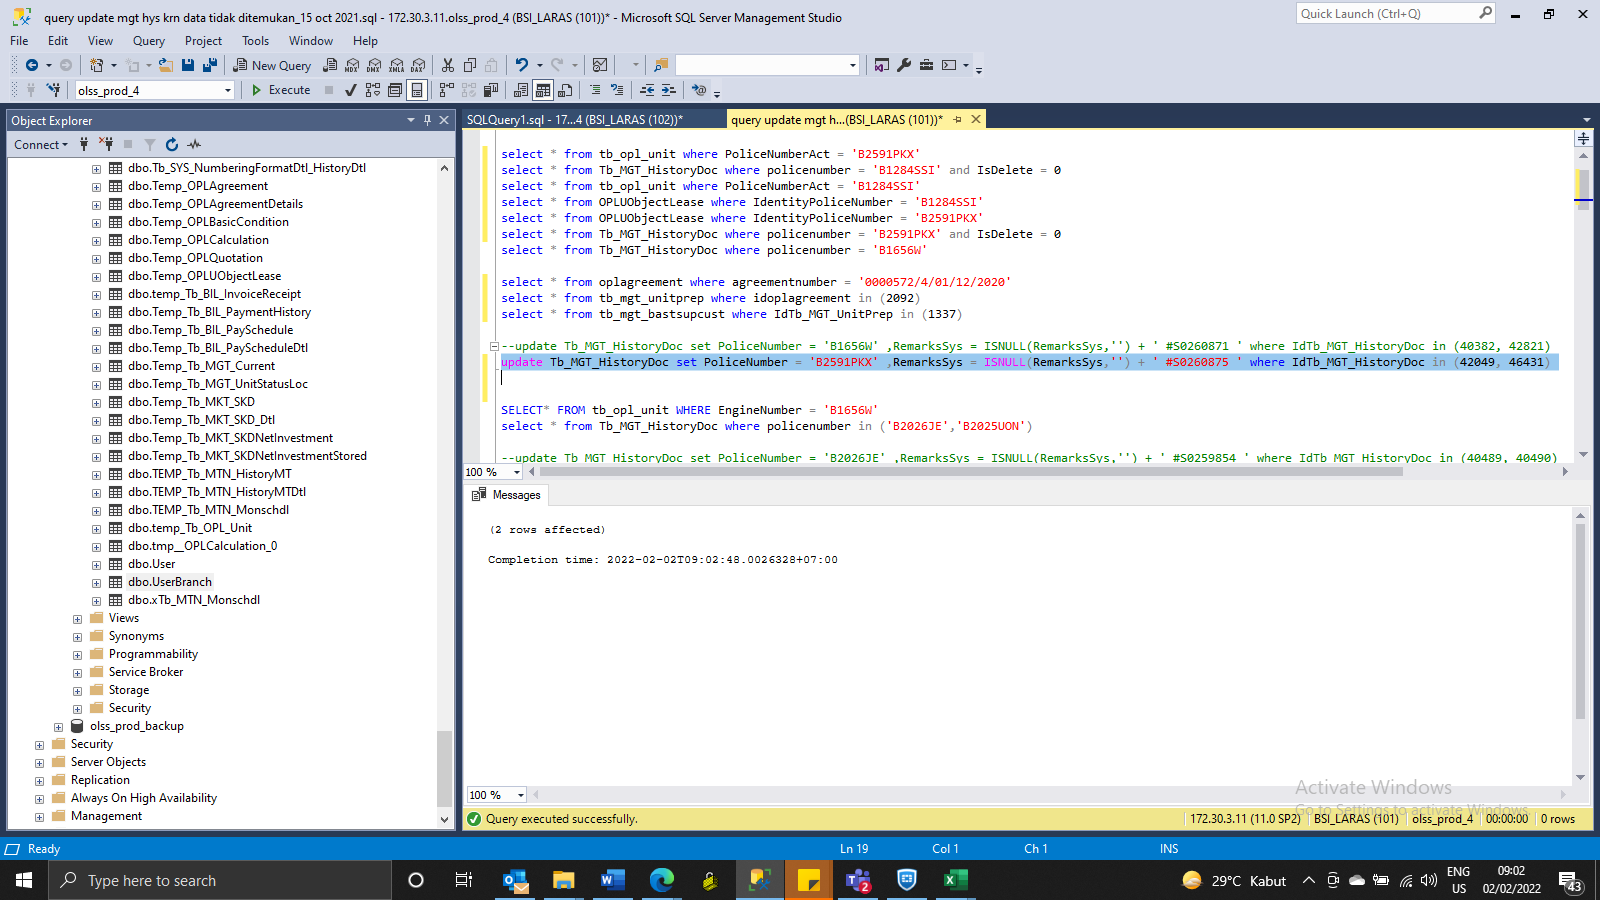 query update mgt hys krn data tidak ditemukan_15 oct 2021.sql - 172.30.3.11.olss_prod_4 (BSI_LARAS (101))* - Microsoft SQL Server Management Studio
Quick Launch (Ctrl+Q)
File Edit View Query Project Tools Window Help
New Query
MDX DMX XMLA DAX
olss_prod_4
Execute
Object Explorer
Connect
dbo.Tb_SYS_NumberingFormatDtl_HistoryDtl
dbo.Temp_OPLAgreement
dbo.Temp_OPLAgreementDetails
dbo.Temp_OPLBasicCondition
dbo.Temp_OPLCalculation
dbo.Temp_OPLQuotation
dbo.Temp_OPLUObjectLease
dbo.temp_Tb_BIL_InvoiceReceipt
dbo.Temp_Tb_BIL_PaymentHistory
dbo.Temp_Tb_BIL_PaySchedule
dbo.Temp_Tb_BIL_PayScheduleDtl
dbo.Temp_Tb_MGT_Current
dbo.Temp_Tb_MGT_UnitStatusLoc
dbo.Temp_Tb_MKT_SKD
dbo.Temp_Tb_MKT_SKD_Dtl
dbo.Temp_Tb_MKT_SKDNetInvestment
dbo.Temp_Tb_MKT_SKDNetInvestmentStored
dbo.TEMP_Tb_MTN_HistoryMT
dbo.TEMP_Tb_MTN_HistoryMTDtl
dbo.TEMP_Tb_MTN_Monschdl
dbo.temp_Tb_OPL_Unit
dbo.tmp__OPLCalculation_0
dbo.User
dbo.UserBranch
dbo.xTb_MTN_Monschdl
Views
Synonyms
Programmability
Service Broker
Storage
Security
olss_prod_backup
Security
Server Objects
Replication
Always On High Availability
Management
SQLQuery1.sql - 17...4 (BSI_LARAS (102))*
query update mgt h...(BSI_LARAS (101))*
select * from tb_opl_unit where PoliceNumberAct = 'B2591PKX'
select * from Tb_MGT_HistoryDoc where policenumber = 'B1284SSI' and IsDelete = 0
select * from tb_opl_unit where PoliceNumberAct = 'B1284SSI'
select * from OPLUObjectLease where IdentityPoliceNumber = 'B1284SSI'
select * from OPLUObjectLease where IdentityPoliceNumber = 'B2591PKX'
select * from Tb_MGT_HistoryDoc where policenumber = 'B2591PKX' and IsDelete = 0
select * from Tb_MGT_HistoryDoc where policenumber = 'B1656W'
select * from oplagreement where agreementnumber = '0000572/4/01/12/2020'
select * from tb_mgt_unitprep where idoplagreement in (2092)
select * from tb_mgt_bastsupcust where IdTb_MGT_UnitPrep in (1337)
--update Tb_MGT_HistoryDoc set PoliceNumber = 'B1656W' ,RemarksSys = ISNULL(RemarksSys,'') + ' #S0260871 ' where IdTb_MGT_HistoryDoc in (40382, 42821)
update Tb_MGT_HistoryDoc set PoliceNumber = 'B2591PKX' ,RemarksSys = ISNULL(RemarksSys,'') + ' #S0260875 ' where IdTb_MGT_HistoryDoc in (42049, 46431)
SELECT* FROM tb_opl_unit WHERE EngineNumber = 'B1656W'
select * from Tb_MGT_HistoryDoc where policenumber in ('B2026JE','B2025UON')
--update Tb_MGT_HistoryDoc set PoliceNumber = 'B2026JE' ,RemarksSys = ISNULL(RemarksSys,'') + ' #S0259854 ' where IdTb_MGT_HistoryDoc in (40489, 40490)
100 %
Messages
(2 rows affected)
Completion time: 2022-02-02T09:02:48.0026328+07:00
100 %
Activate Windows
Go to Settings to activate Windows.
Query executed successfully.
172.30.3.11 (11.0 SP2) BSI_LARAS (101) olss_prod_4 00:00:00 0 rows
Ready
Ln 19 Col 1 Ch 1 INS
Type here to search
2
29°C Kabut
ENG
US
09:02
02/02/2022
43